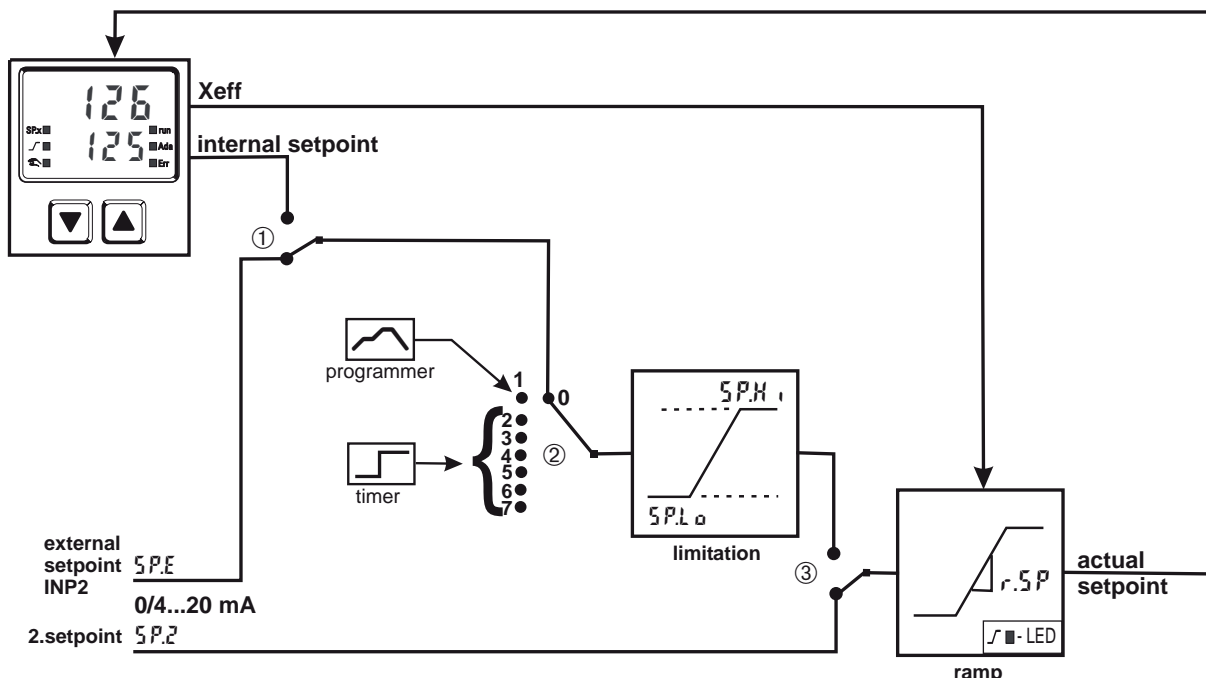 126
Xeff
SP.x
run
125
Ada
Err
internal setpoint
①
programmer
1
0
2
3
4
5
6
7
②
timer
SP.Hi
SP.Lo
limitation
external
setpoint SP.E
INP2
0/4...20 mA
2.setpoint SP.2
③
r.SP
- LED
ramp
actual
setpoint